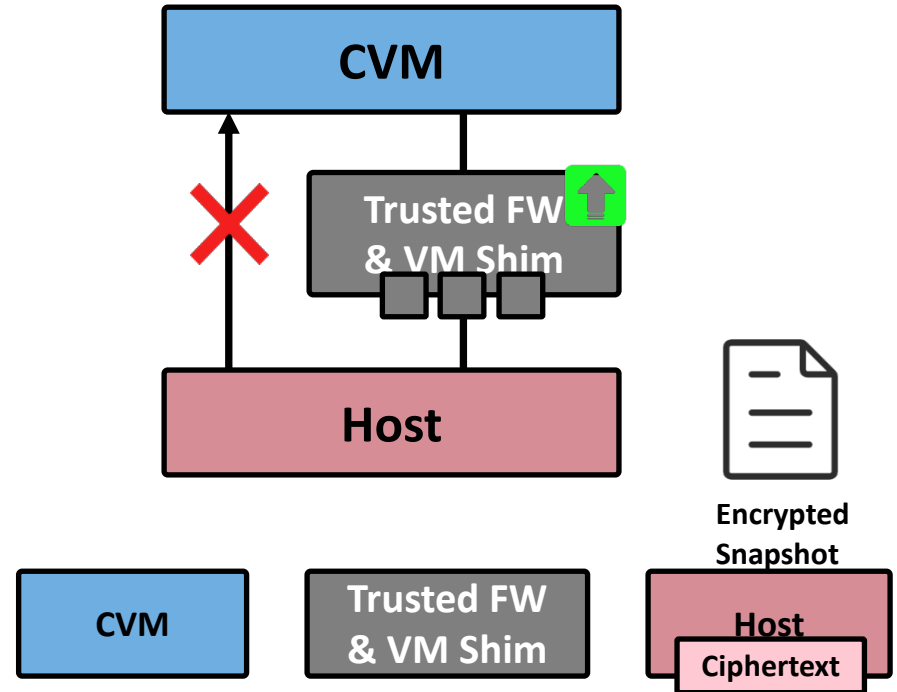 CVM
Trusted FW
& VM Shim
Host
Encrypted
Snapshot
CVM
Trusted FW
& VM Shim
Host
Ciphertext